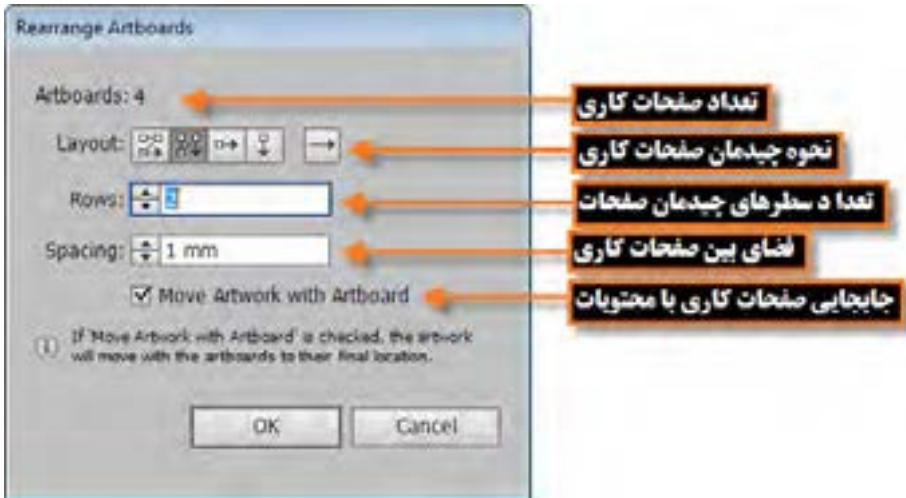 Rearrange Artboards
Artboards: 4
تعداد صفحات کاری
Layout:
نحوه چیدمان صفحات کاری
Rows: 2
تعدا د سطرهای چیدمان صفحات
Spacing: 1 mm
فضای بین صفحات کاری
Move Artwork with Artboard
جابجایی صفحات کاری با محتویات
If 'Move Artwork with Artboard' is checked, the artwork
will move with the artboards to their final location.
OK
Cancel